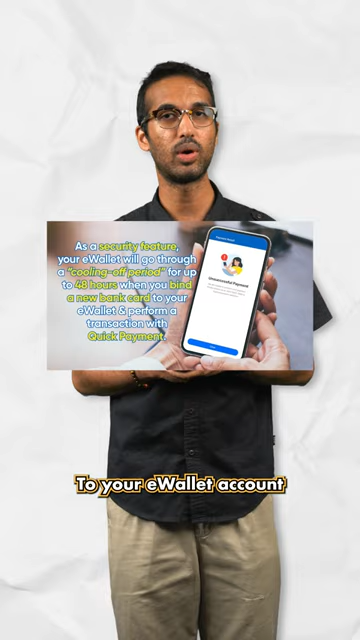 As a security feature,
your eWallet will go through
a "cooling-off period" for up
to 48 hours when you bind
a new bank card to your
eWallet & perform a
transaction with
Quick Payment.
Unsuccessful Payment
To your eWallet account